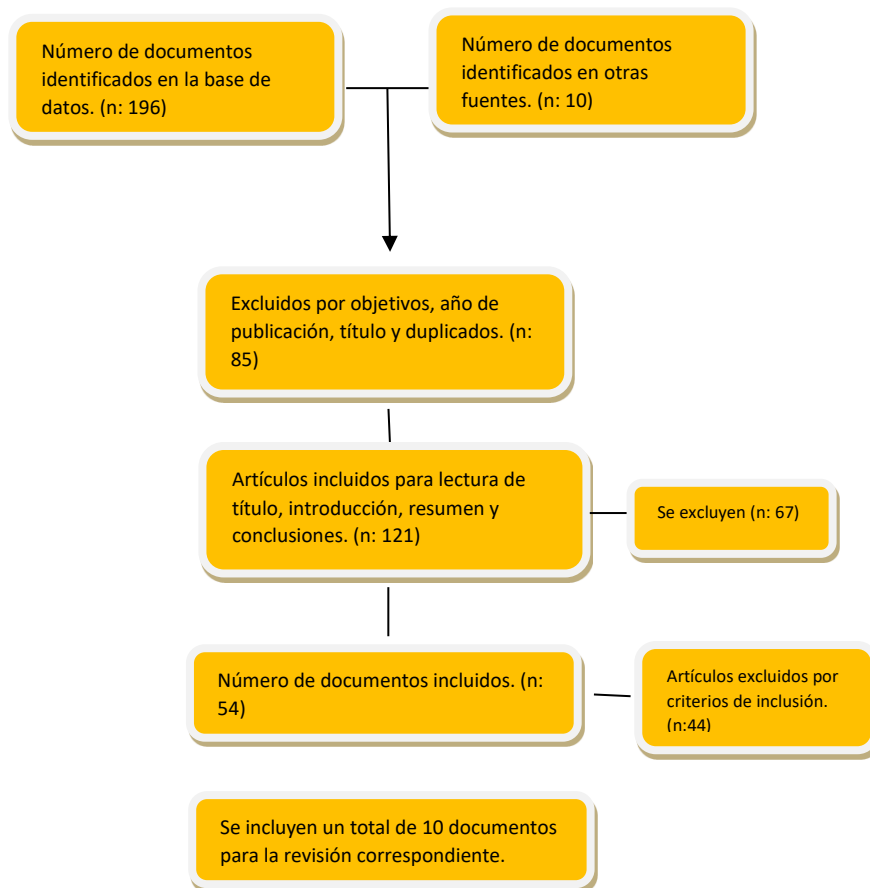 Número de documentos
identificados en la base de
datos. (n: 196)
Número de documentos
identificados en otras
fuentes. (n: 10)
Excluidos por objetivos, año de
publicación, título y duplicados. (n:
85)
Artículos incluidos para lectura de
título, introducción, resumen y
conclusiones. (n: 121)
Se excluyen (n: 67)
Número de documentos incluidos. (n:
54)
Artículos excluidos por
criterios de inclusión.
(n:44)
Se incluyen un total de 10 documentos
para la revisión correspondiente.